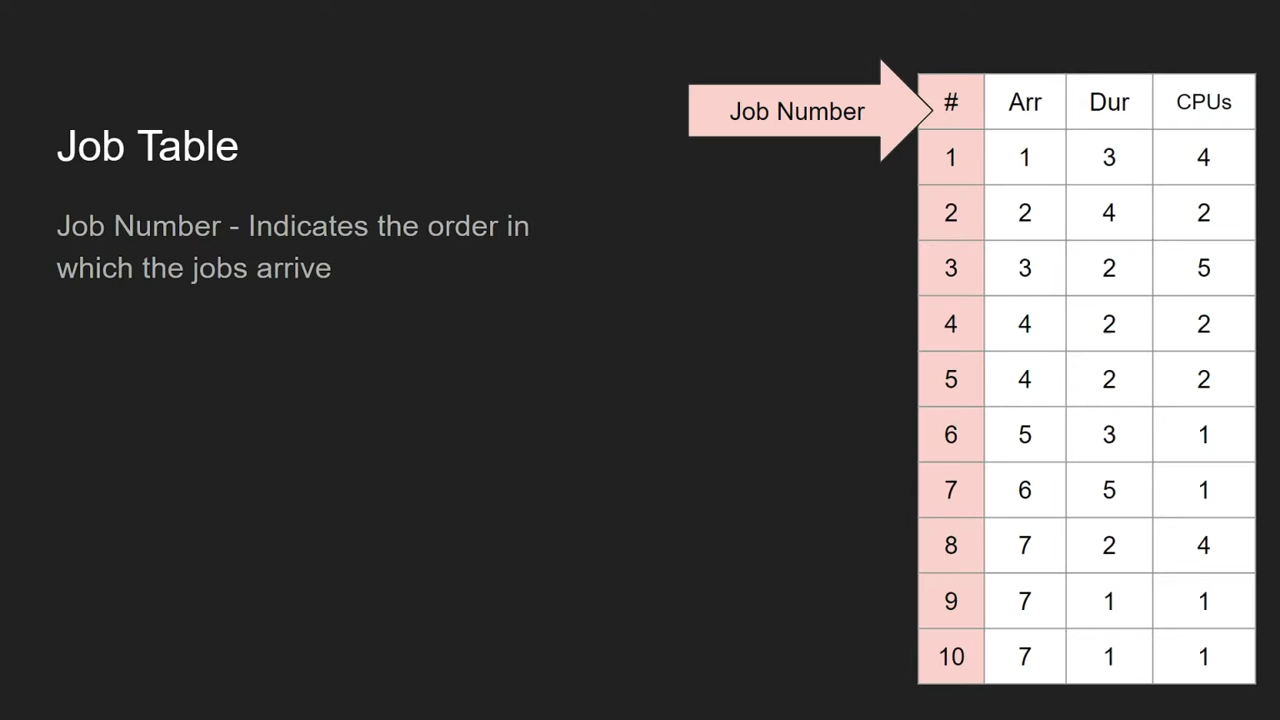 Job Table
Job Number - Indicates the order in
which the jobs arrive
Job Number
# Arr Dur CPUs
1 1 3 4
2 2 4 2
3 3 2 5
4 4 2 2
5 4 2 2
6 5 3 1
7 6 5 1
8 7 2 4
9 7 1 1
10 7 1 1